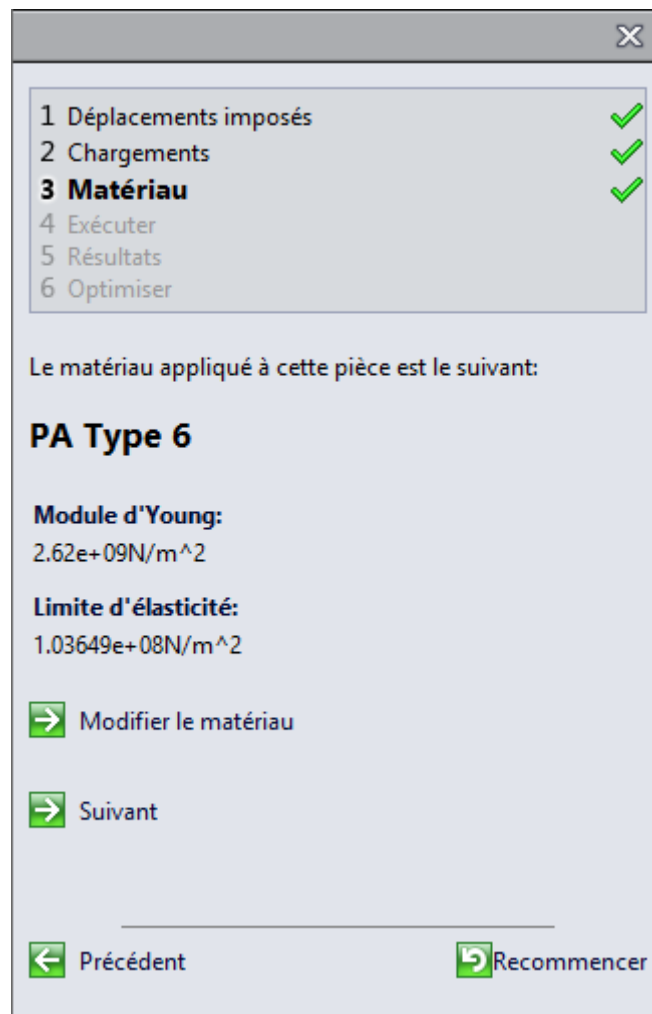 1 Déplacements imposés
2 Chargements
3 Matériau
4 Exécuter
5 Résultats
6 Optimiser
Le matériau appliqué à cette pièce est le suivant:
PA Type 6
Module d'Young:
2.62e+09N/m^2
Limite d'élasticité:
1.03649e+08N/m^2
Modifier le matériau
Suivant
Précédent Recommencer